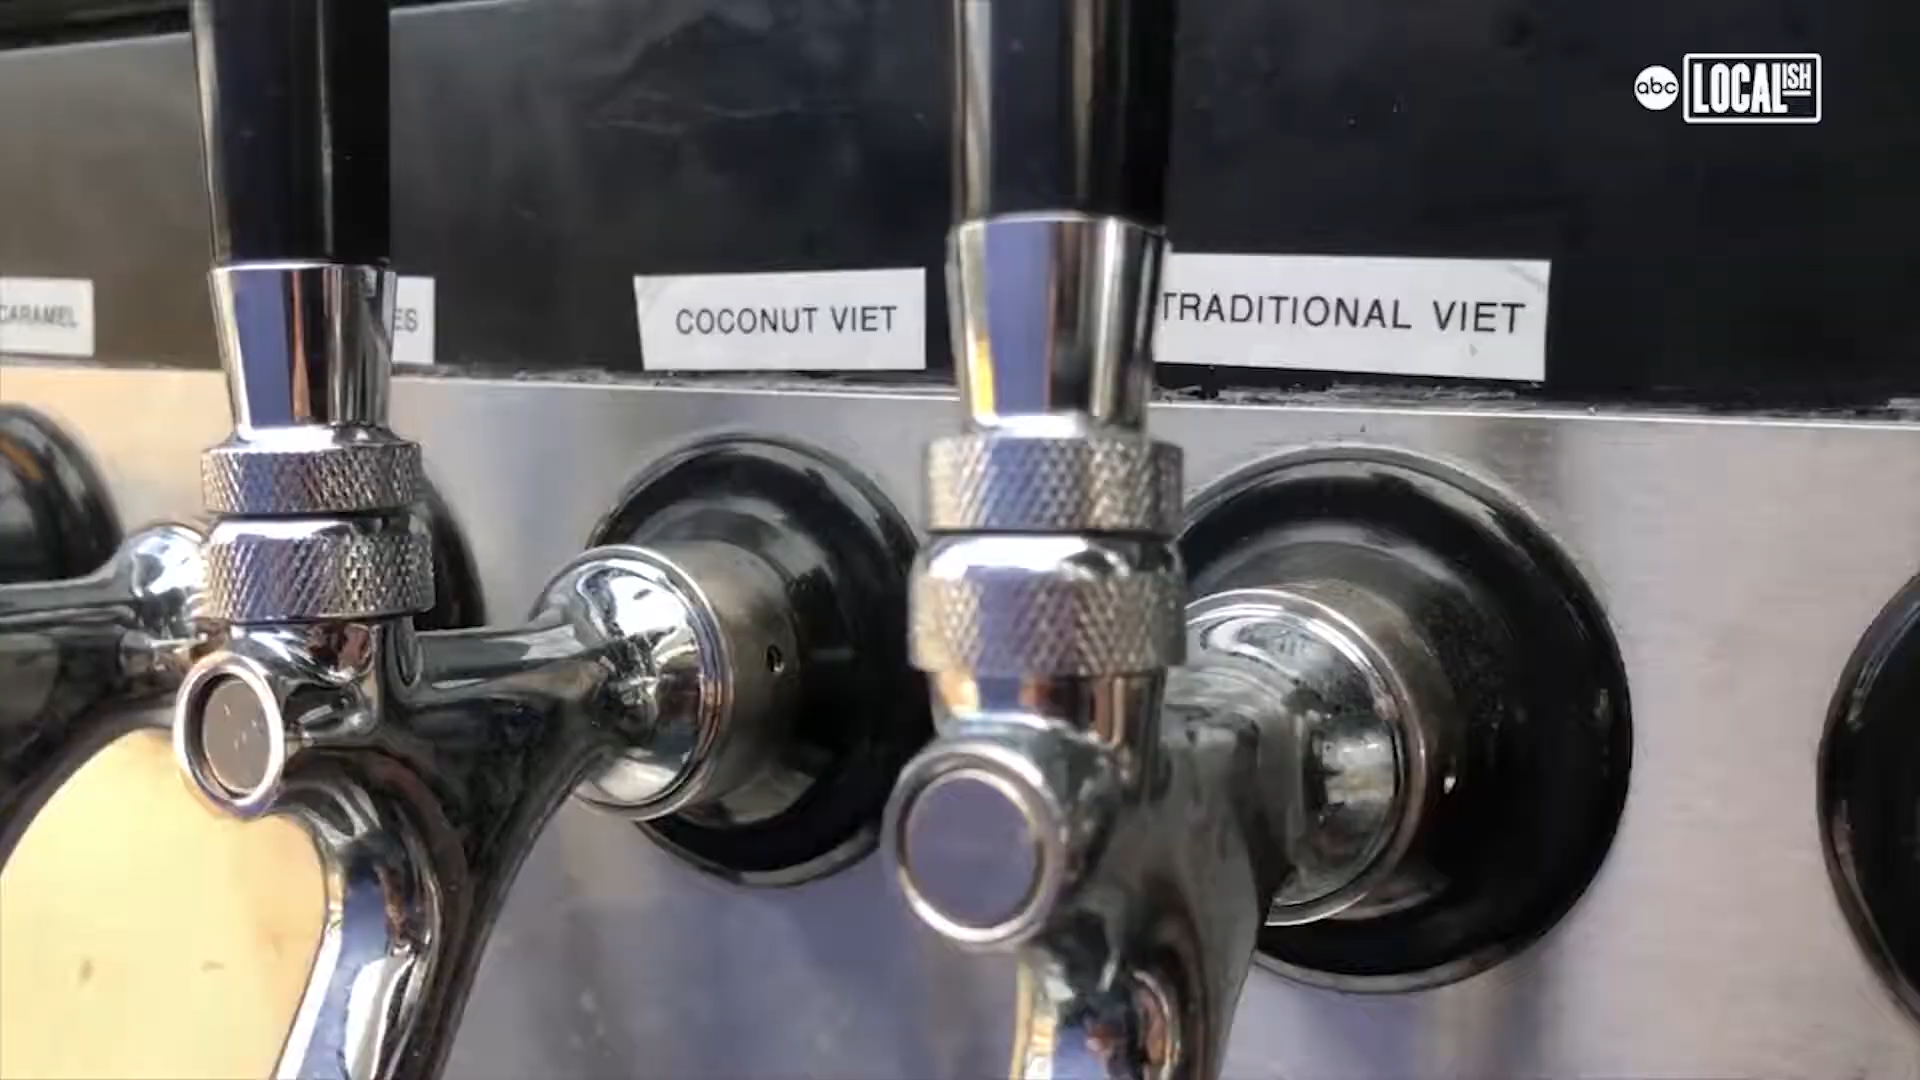 abc LOCALISH
CARAMEL
ES
COCONUT VIET
TRADITIONAL VIET